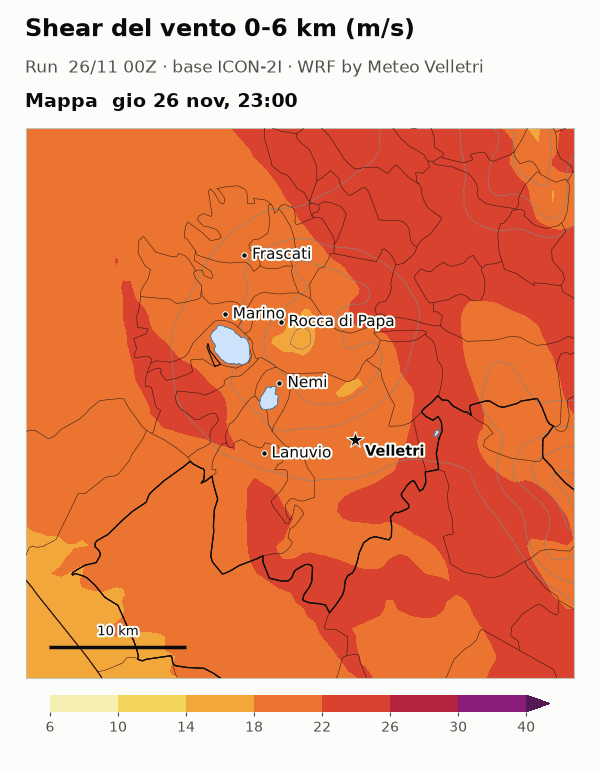 Shear del vento 0-6 km (m/s)
Run  26/11 00Z · base ICON-2I · WRF by Meteo Velletri
Mappa  gio 26 nov, 23:00
Frascati
Marino
Rocca di Papa
Nemi
Velletri
Lanuvio
10 km
6 10 14 18 22 26 30 40